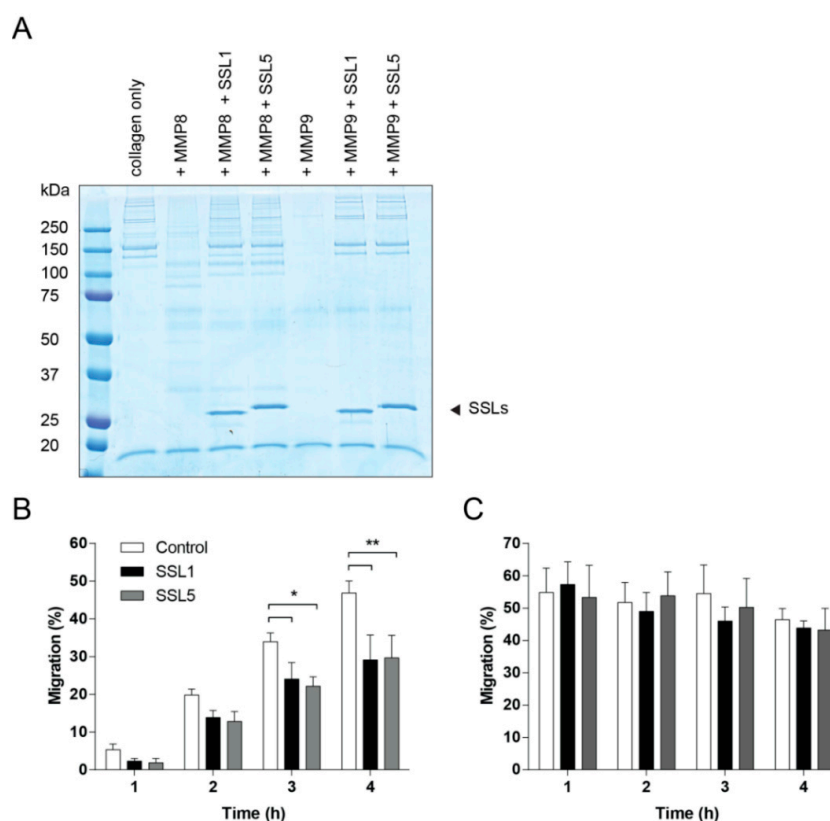 A
collagen only
+ MMP8
+ MMP8 + SSL1
+ MMP8 + SSL5
+ MMP9
+ MMP9 + SSL1
+ MMP9 + SSL5
kDa
250
150
100
75
50
37
25
20
◄ SSLs
B
60
50
40
30
20
10
0
Migration (%)
Control
SSL1
SSL5
*
**
1 2 3 4
Time (h)
C
70
60
50
40
30
20
10
0
Migration (%)
1 2 3 4
Time (h)